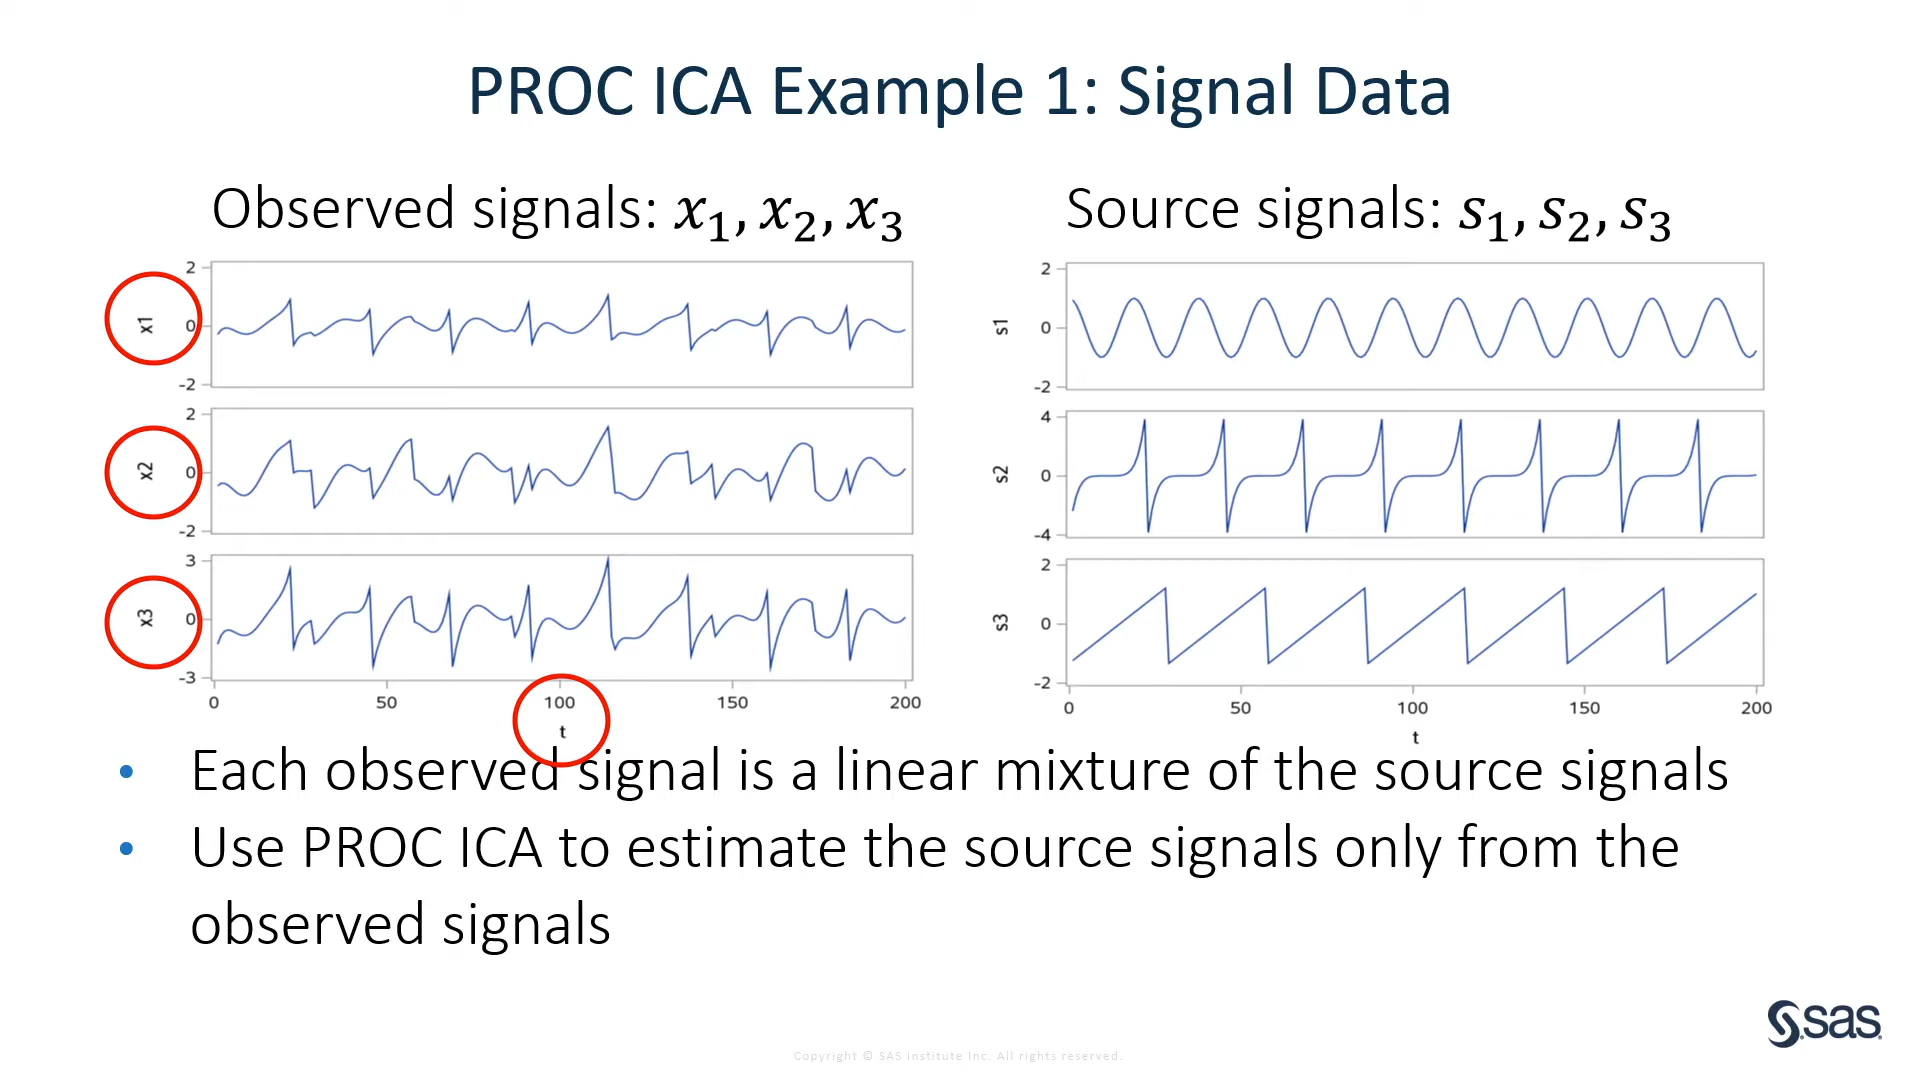 PROC ICA Example 1: Signal Data
Observed signals: x₁, x₂, x₃
Source signals: s₁, s₂, s₃
2
x1
0
-2
2
x2
0
-2
3
x3
0
-3
0 50 100 150 200
t
2
s1
0
-2
4
s2
0
-4
2
s3
0
-2
0 50 100 150 200
t
• Each observed signal is a linear mixture of the source signals
• Use PROC ICA to estimate the source signals only from the
observed signals
sas
Copyright © SAS Institute Inc. All rights reserved.